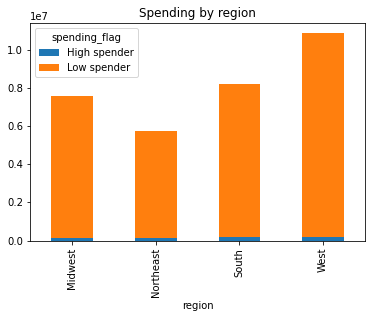 Spending by region
1e7
spending_flag
High spender
Low spender
1.0
0.8
0.6
0.4
0.2
0.0
Midwest
Northeast
South
West
region